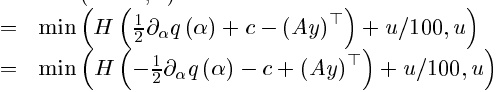 = min ( H ( 1/2 ∂_α q (α) + c − (Ay)^⊤ ) + u/100, u )
= min ( H ( − 1/2 ∂_α q (α) − c + (Ay)^⊤ ) + u/100, u )